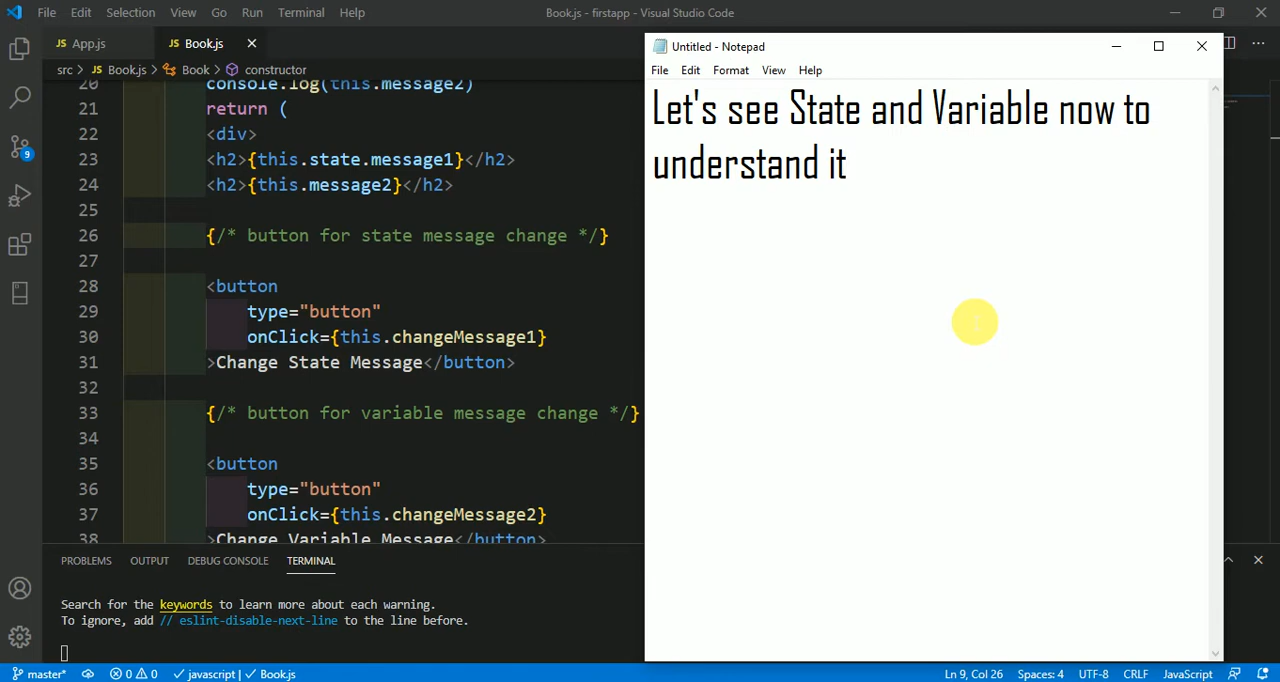 File Edit Selection View Go Run Terminal Help Book.js - firstapp - Visual Studio Code
JS App.js JS Book.js
src > JS Book.js > Book > constructor
20 console.log(this.message2)
21 return (
22 <div>
23 <h2>{this.state.message1}</h2>
24 <h2>{this.message2}</h2>
25
26 {/* button for state message change */}
27
28 <button
29 type="button"
30 onClick={this.changeMessage1}
31 >Change State Message</button>
32
33 {/* button for variable message change */}
34
35 <button
36 type="button"
37 onClick={this.changeMessage2}
38 >Change Variable Message</button>
PROBLEMS OUTPUT DEBUG CONSOLE TERMINAL
Search for the keywords to learn more about each warning.
To ignore, add // eslint-disable-next-line to the line before.
Untitled - Notepad
File Edit Format View Help
Let's see State and Variable now to
understand it
9
master* 0 0 javascript | Book.js Ln 9, Col 26 Spaces: 4 UTF-8 CRLF JavaScript